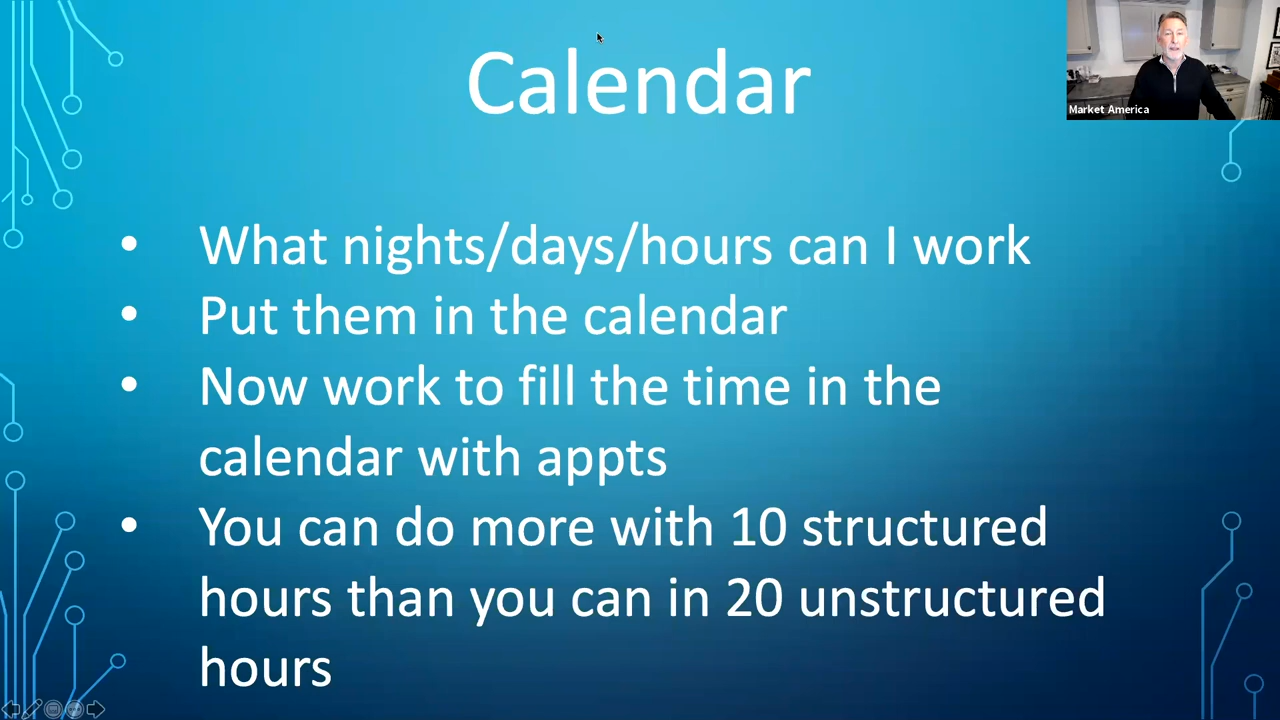 Calendar
Market America
• What nights/days/hours can I work
• Put them in the calendar
• Now work to fill the time in the
calendar with appts
• You can do more with 10 structured
hours than you can in 20 unstructured
hours